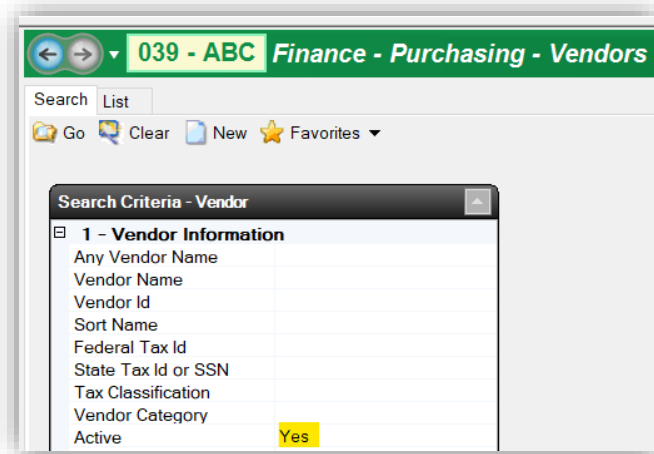 039 - ABC Finance - Purchasing - Vendors
Search List
Go Clear New Favorites
Search Criteria - Vendor
1 - Vendor Information
Any Vendor Name
Vendor Name
Vendor Id
Sort Name
Federal Tax Id
State Tax Id or SSN
Tax Classification
Vendor Category
Active Yes